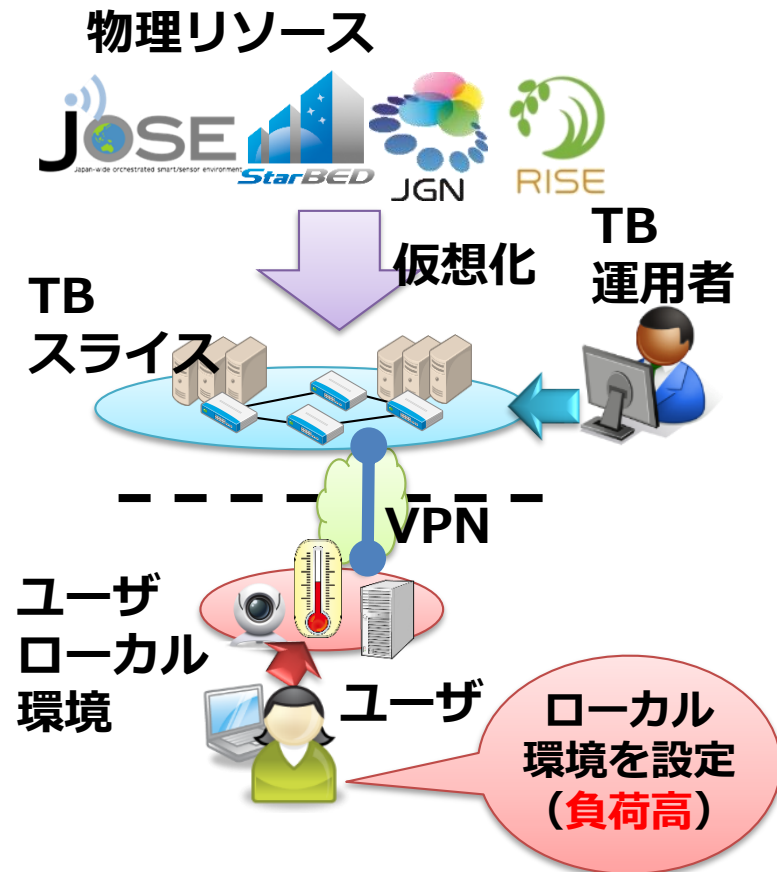 物理リソース
JOSE
Japan-wide orchestrated smart/sensor environment
StarBED
JGN
RISE
仮想化
TB
運用者
TB
スライス
VPN
ユーザ
ローカル
環境
ユーザ
ローカル
環境を設定
（負荷高）